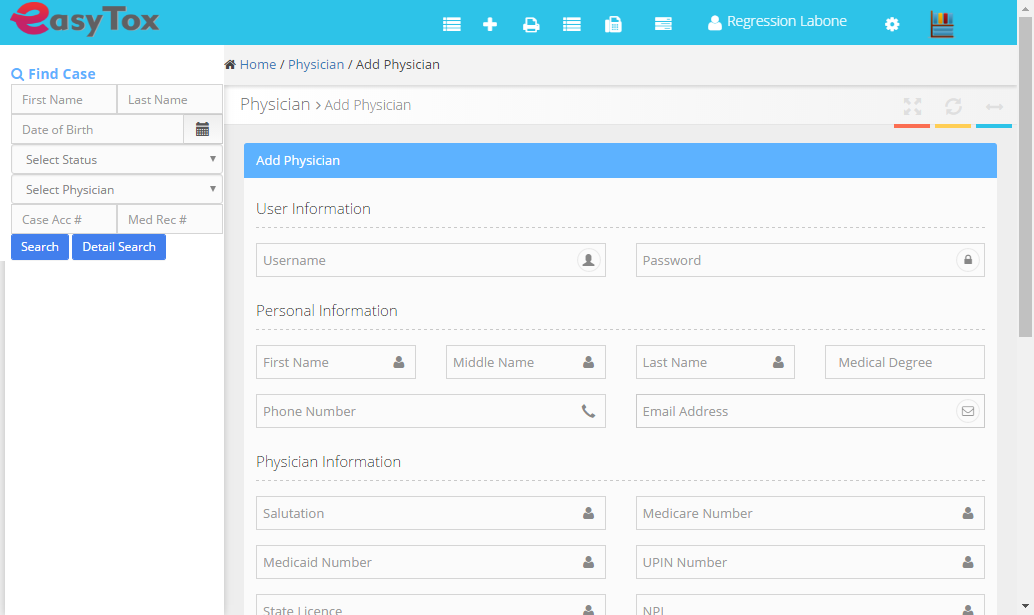 easyTox
Regression Labone
Find Case
First Name Last Name
Date of Birth
Select Status
Select Physician
Case Acc # Med Rec #
Search Detail Search
Home / Physician / Add Physician
Physician > Add Physician
Add Physician
User Information
Username Password
Personal Information
First Name Middle Name Last Name Medical Degree
Phone Number Email Address
Physician Information
Salutation Medicare Number
Medicaid Number UPIN Number
State Licence NPI